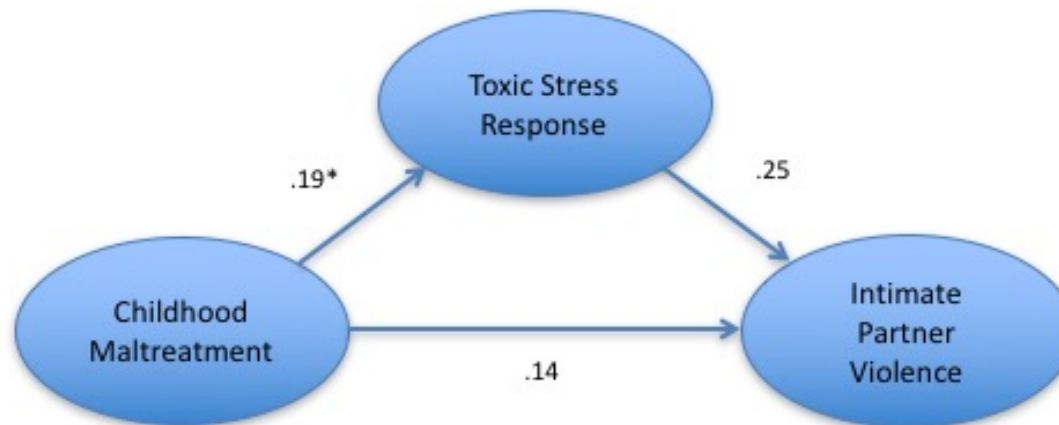 Toxic Stress
Response
.19*
.25
Childhood
Maltreatment
.14
Intimate
Partner
Violence